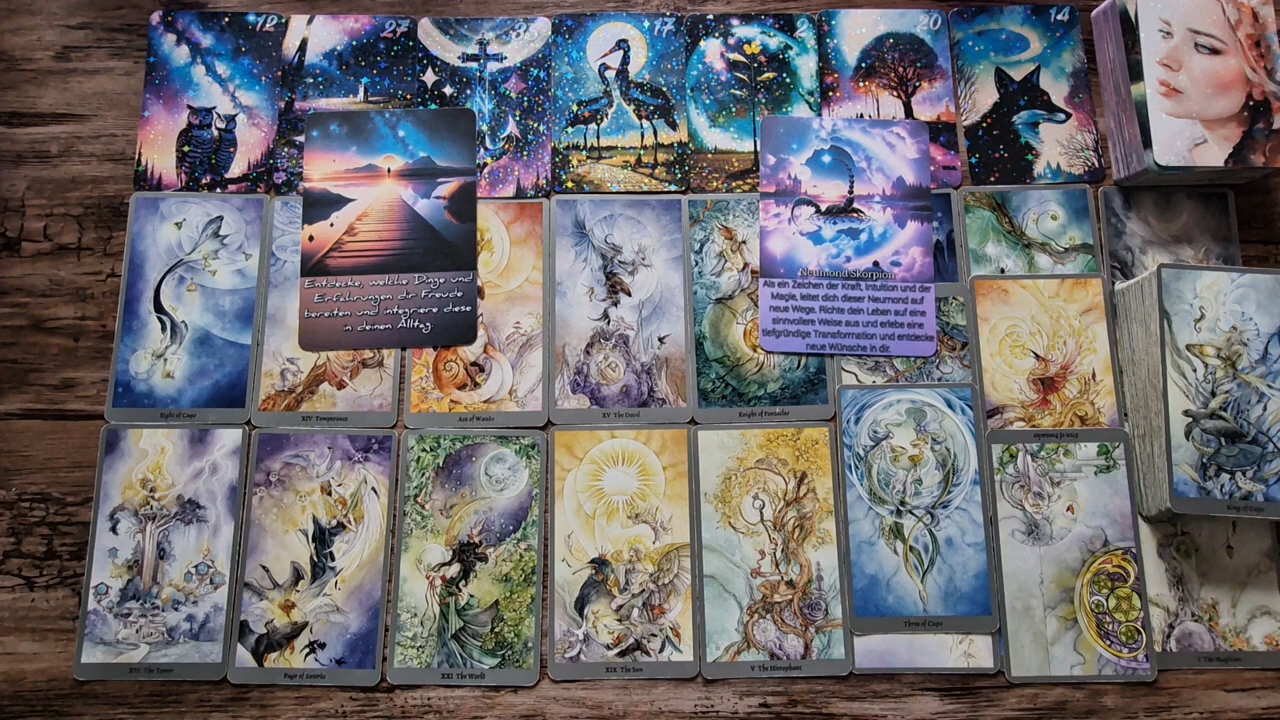 12
27
35
17
2
20
14
Entdecke, welche Dinge und
Erfahrungen dir Freude
bereiten und integriere diese
in deinen Alltag.
Neumond Skorpion
Als ein Zeichen der Kraft, Intuition und der
Magie, leitet dich dieser Neumond auf
neue Wege. Richte dein Leben auf eine
sinnvollere Weise aus und erlebe eine
tiefgründige Transformation und entdecke
neue Wünsche in dir.
Eight of Cups
XIV Temperance
Ace of Wands
XV The Devil
Knight of Pentacles
Five of Pentacles
King of Cups
Three of Cups
XVI The Tower
Page of Swords
XXI The World
XIX The Sun
V The Hierophant
I The Magician